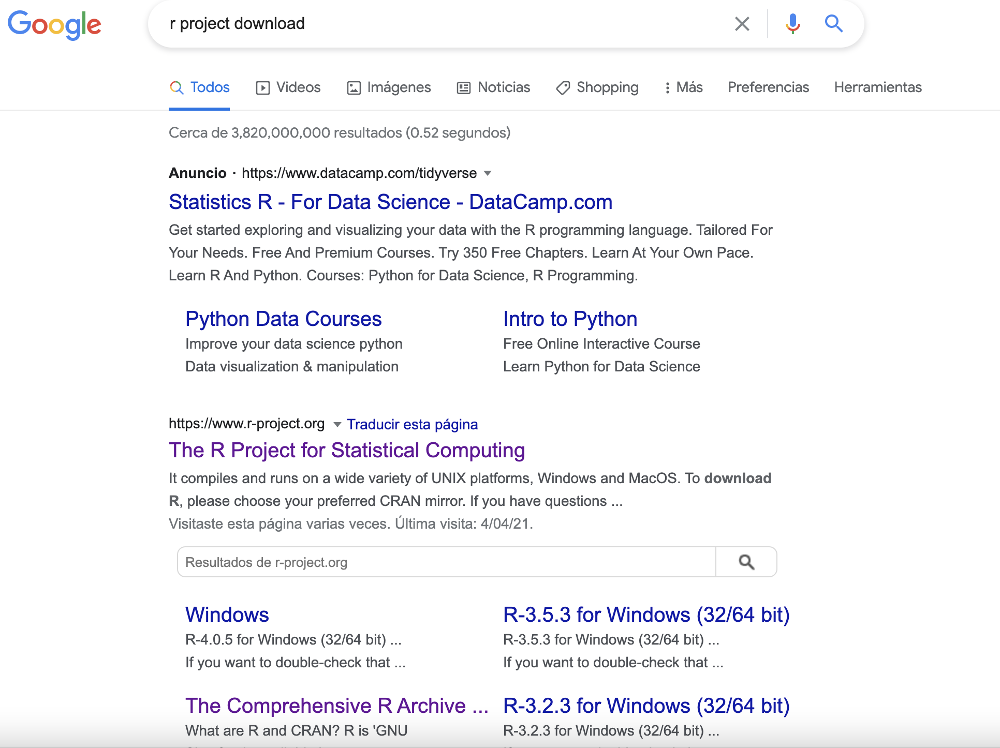 Google
r project download
Todos Videos Imágenes Noticias Shopping Más Preferencias Herramientas
Cerca de 3,820,000,000 resultados (0.52 segundos)
Anuncio · https://www.datacamp.com/tidyverse
Statistics R - For Data Science - DataCamp.com
Get started exploring and visualizing your data with the R programming language. Tailored For
Your Needs. Free And Premium Courses. Try 350 Free Chapters. Learn At Your Own Pace.
Learn R And Python. Courses: Python for Data Science, R Programming.
Python Data Courses
Improve your data science python
Data visualization & manipulation
Intro to Python
Free Online Interactive Course
Learn Python for Data Science
https://www.r-project.org Traducir esta página
The R Project for Statistical Computing
It compiles and runs on a wide variety of UNIX platforms, Windows and MacOS. To download
R, please choose your preferred CRAN mirror. If you have questions ...
Visitaste esta página varias veces. Última visita: 4/04/21.
Resultados de r-project.org
Windows
R-4.0.5 for Windows (32/64 bit) ...
If you want to double-check that ...
R-3.5.3 for Windows (32/64 bit)
R-3.5.3 for Windows (32/64 bit) ...
If you want to double-check that ...
The Comprehensive R Archive ...
What are R and CRAN? R is 'GNU
R-3.2.3 for Windows (32/64 bit)
R-3.2.3 for Windows (32/64 bit) ...